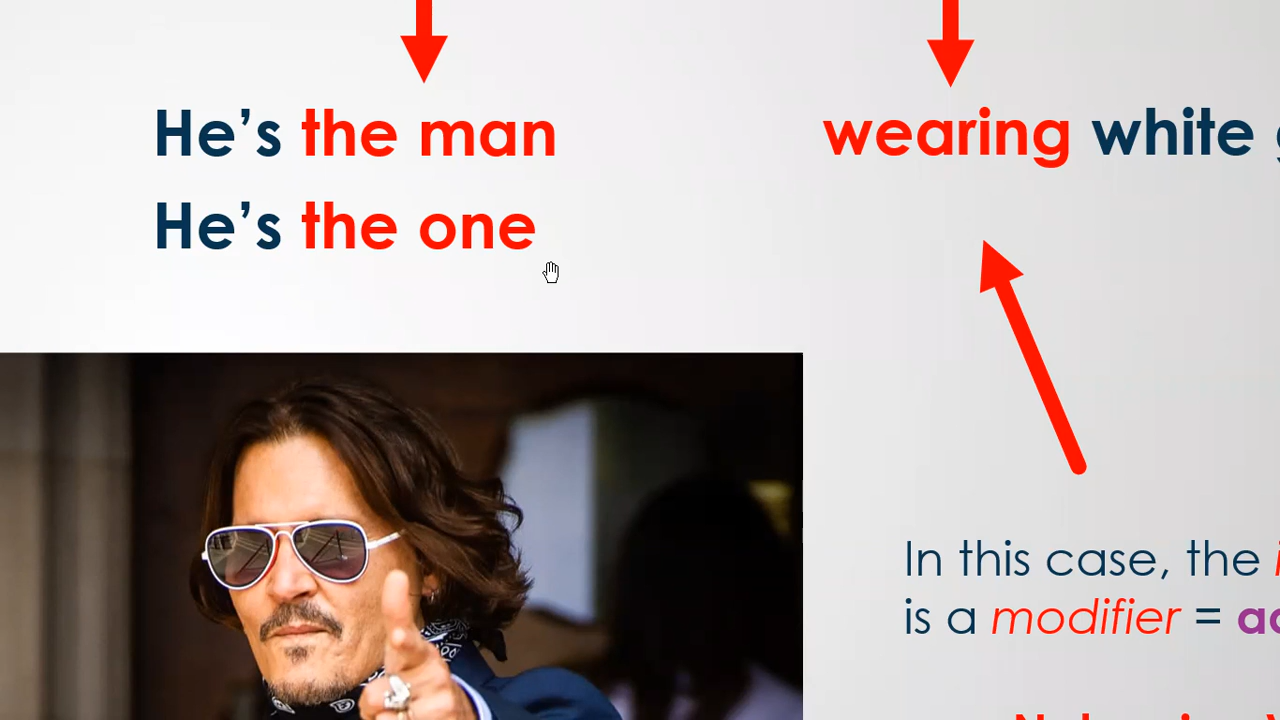 He's the man
wearing white
He's the one
In this case, the
is a modifier =